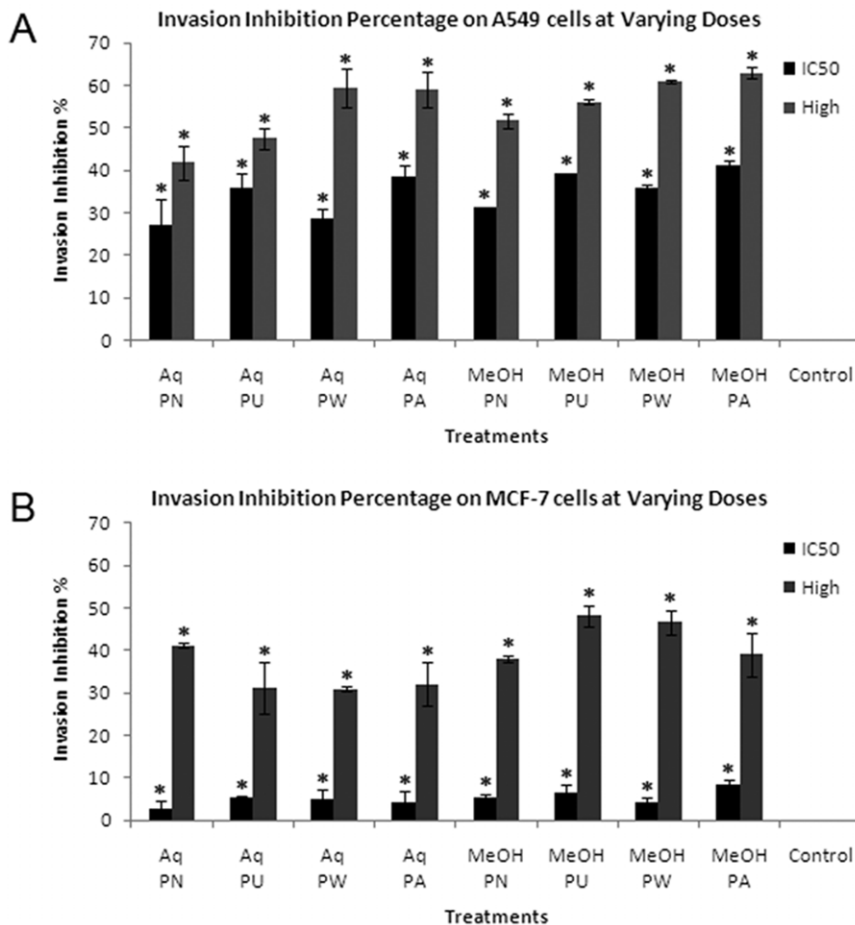 A
Invasion Inhibition Percentage on A549 cells at Varying Doses
Invasion Inhibition %
70
60
50
40
30
20
10
0
* * * * * * * * * * * * * * * *
IC50
High
Aq Aq Aq Aq MeOH MeOH MeOH MeOH Control
PN PU PW PA PN PU PW PA
Treatments
B
Invasion Inhibition Percentage on MCF-7 cells at Varying Doses
Invasion Inhibition %
70
60
50
40
30
20
10
0
* * * * * * * * * * * * * * * *
IC50
High
Aq Aq Aq Aq MeOH MeOH MeOH MeOH Control
PN PU PW PA PN PU PW PA
Treatments